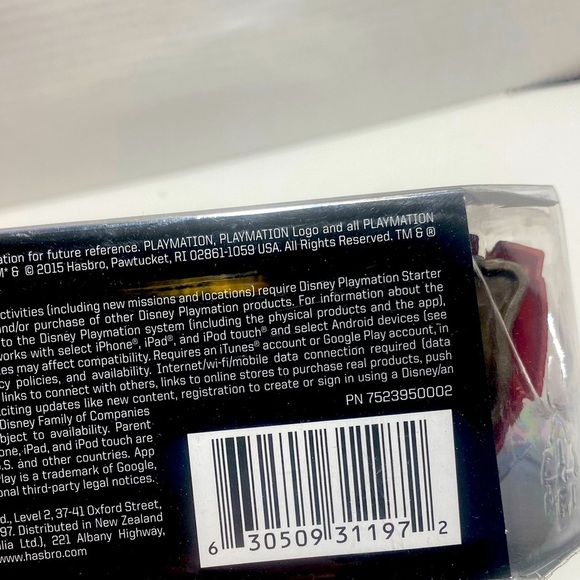 ation for future reference. PLAYMATION, PLAYMATION Logo and all PLAYMATION
M* & © 2015 Hasbro, Pawtucket, RI 02861-1059 USA. All Rights Reserved. TM & ®
ctivities (including new missions and locations) require Disney Playmation Starter
and/or purchase of other Disney Playmation products. For information about the
to the Disney Playmation system (including the physical products and the app),
works with select iPhone®, iPad®, and iPod touch® and select Android devices (see
es may affect compatibility. Requires an iTunes® account or Google Play account, in
cy policies, and availability. Internet/wi-fi/mobile data connection required (data
links to connect with others, links to online stores to purchase real products, push
citing updates like new content, registration to create or sign in using a Disney/an
Disney Family of Companies
PN 7523950002
bject to availability. Parent
one, iPad, and iPod touch are
.S. and other countries. App
lay is a trademark of Google,
onal third-party legal notices.
d., Level 2, 37-41 Oxford Street,
97. Distributed in New Zealand
alia Ltd.), 221 Albany Highway,
www.hasbro.com
6 30509 31197 2